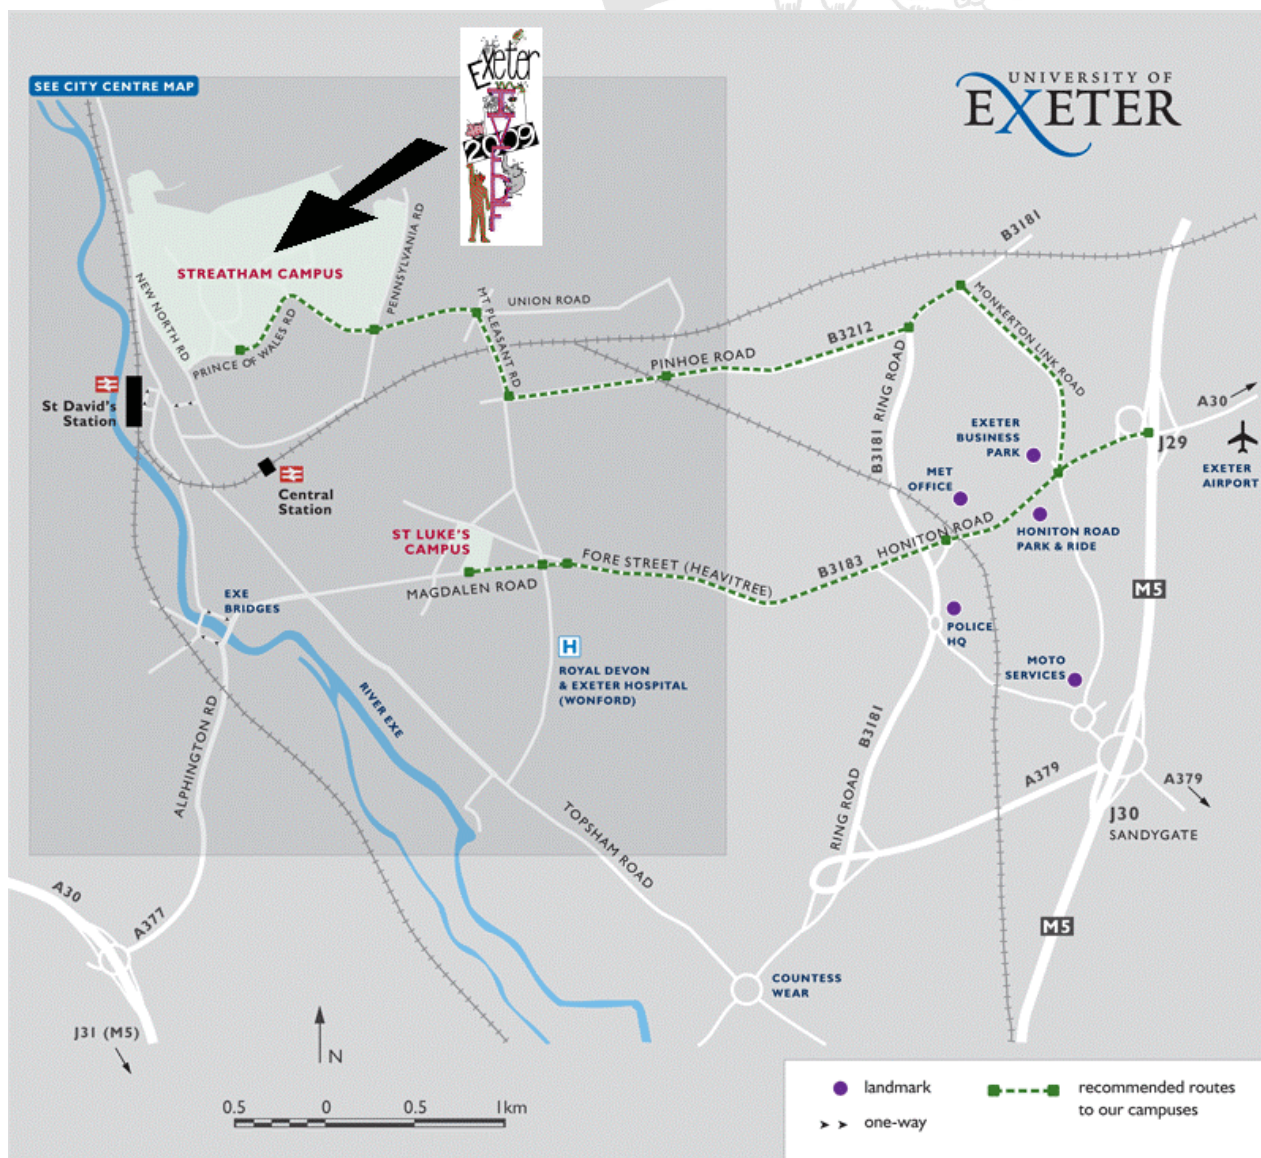 SEE CITY CENTRE MAP
Exeter
2009
UNIVERSITY OF
EXETER
B3181
STREATHAM CAMPUS
PENNSYLVANIA RD
NEW NORTH RD
PRINCE OF WALES RD
MT PLEASANT RD
UNION ROAD
PINHOE ROAD
B3212
MONKERTON LINK ROAD
B3181 RING ROAD
A30
J29
EXETER
AIRPORT
EXETER
BUSINESS
PARK
MET
OFFICE
HONITON ROAD
PARK & RIDE
St David's
Station
Central
Station
ST LUKE'S
CAMPUS
MAGDALEN ROAD
FORE STREET (HEAVITREE)
B3183 HONITON ROAD
M5
EXE
BRIDGES
POLICE
HQ
MOTO
SERVICES
H
ROYAL DEVON
& EXETER HOSPITAL
(WONFORD)
RIVER EXE
ALPHINGTON RD
RING ROAD B3181
A379
A379
J30
SANDYGATE
TOPSHAM ROAD
A30
A377
M5
COUNTESS
WEAR
J31 (M5)
N
0.5 0 0.5 1km
landmark
one-way
recommended routes
to our campuses